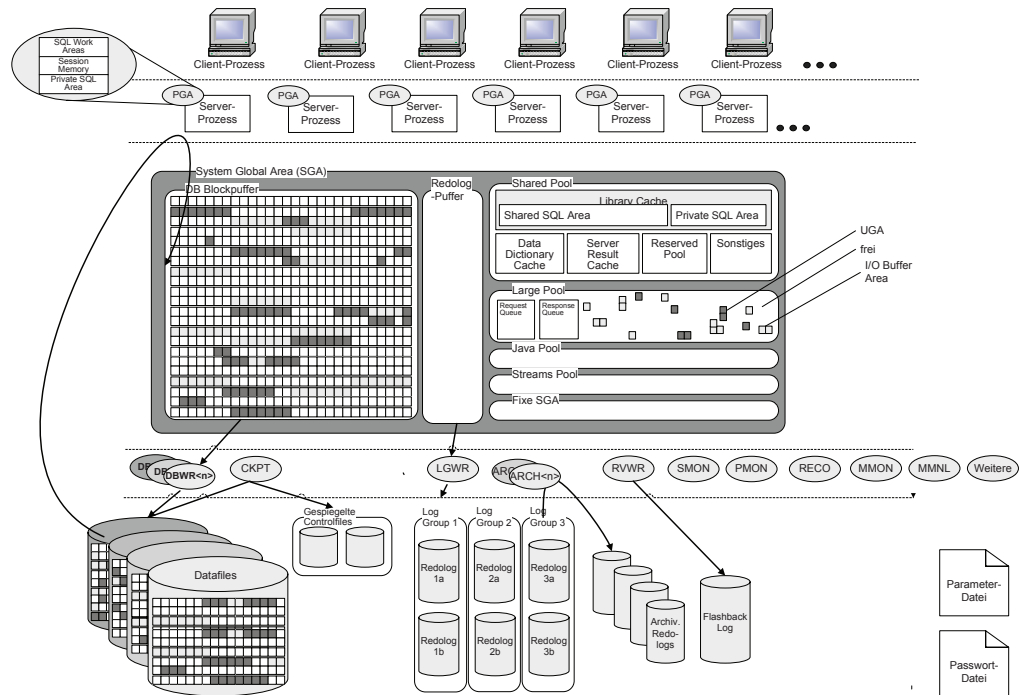 SQL Work
Areas
Session
Memory
Private SQL
Area
Client-Prozess
Client-Prozess
Client-Prozess
Client-Prozess
Client-Prozess
Client-Prozess
PGA
Server-
Prozess
PGA
Server-
Prozess
PGA
Server-
Prozess
PGA
Server-
Prozess
PGA
Server-
Prozess
PGA
Server-
Prozess
System Global Area (SGA)
DB Blockpuffer
Redolog
-Puffer
Shared Pool
Library Cache
Shared SQL Area
Private SQL Area
Data
Dictionary
Cache
Server
Result
Cache
Reserved
Pool
Sonstiges
UGA
frei
I/O Buffer
Area
Large Pool
Request
Queue
Response
Queue
Java Pool
Streams Pool
Fixe SGA
DB
DB
DBWR<n>
CKPT
LGWR
ARC
ARCH<n>
RVWR
SMON
PMON
RECO
MMON
MMNL
Weitere
Gespiegelte
Controlfiles
Log
Group 1
Log
Group 2
Log
Group 3
Datafiles
Redolog
1a
Redolog
2a
Redolog
3a
Redolog
1b
Redolog
2b
Redolog
3b
Archiv.
Redo-
logs
Flashback
Log
Parameter-
Datei
Passwort-
Datei